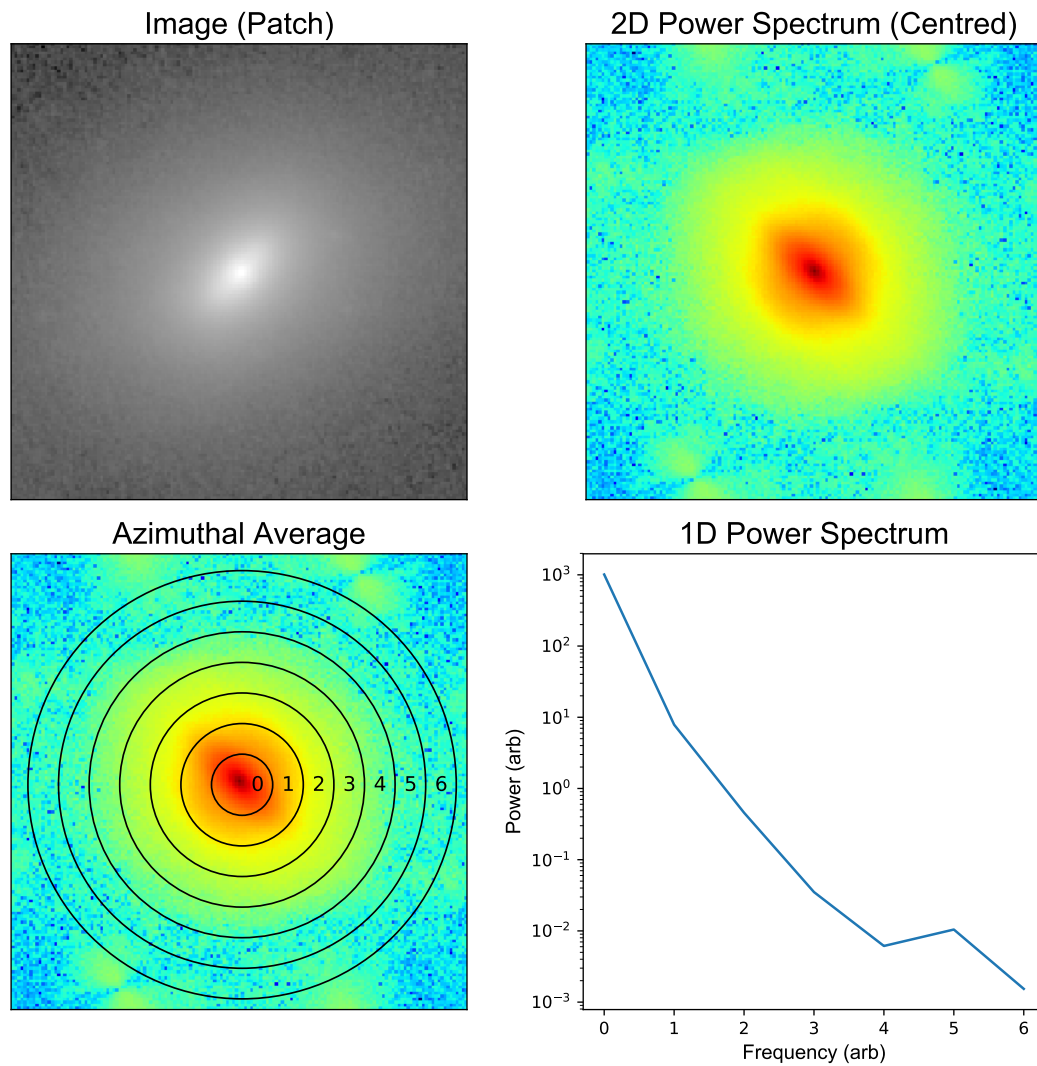 Image (Patch)
2D Power Spectrum (Centred)
Azimuthal Average
0 1 2 3 4 5 6
1D Power Spectrum
Power (arb)
10³
10²
10¹
10⁰
10⁻¹
10⁻²
10⁻³
0 1 2 3 4 5 6
Frequency (arb)